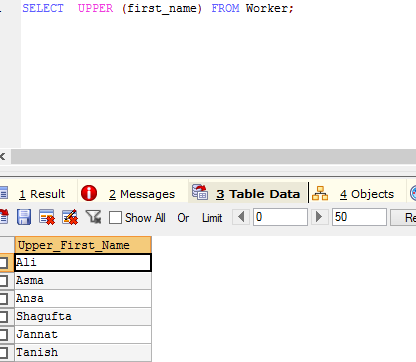 SELECT UPPER (first_name) FROM Worker;
1 Result 2 Messages 3 Table Data 4 Objects
Show All Or Limit 0 50 Re
Upper_First_Name
Ali
Asma
Ansa
Shagufta
Jannat
Tanish